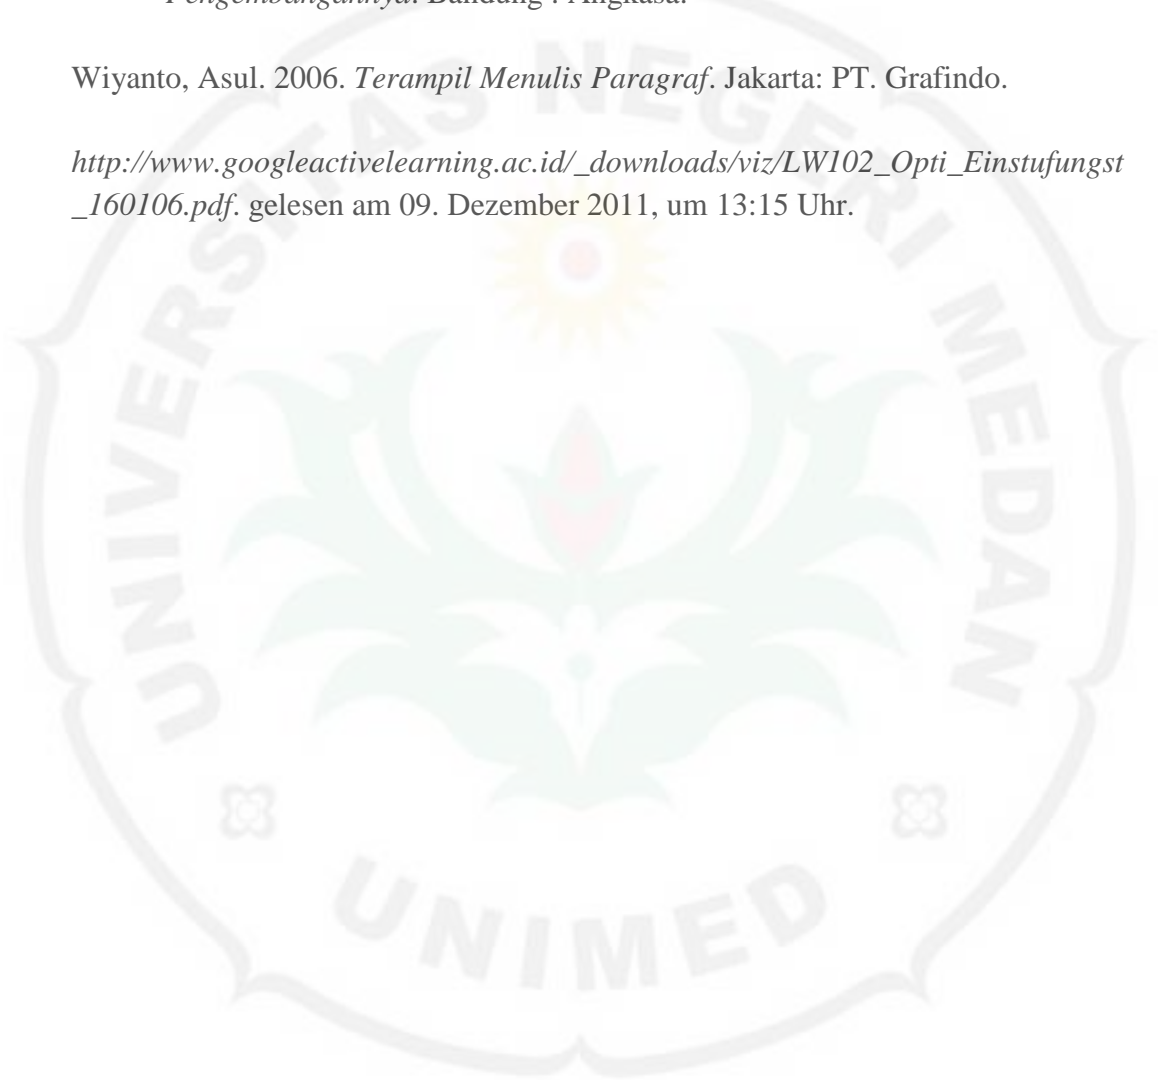 Pengembangannya. Bandung : Angkasa.
Wiyanto, Asul. 2006. Terampil Menulis Paragraf. Jakarta: PT. Grafindo.
http://www.googleactivelearning.ac.id/_downloads/viz/LW102_Opti_Einstufungst
_160106.pdf. gelesen am 09. Dezember 2011, um 13:15 Uhr.
UNIVERSITAS NEGERI MEDAN
UNIMED